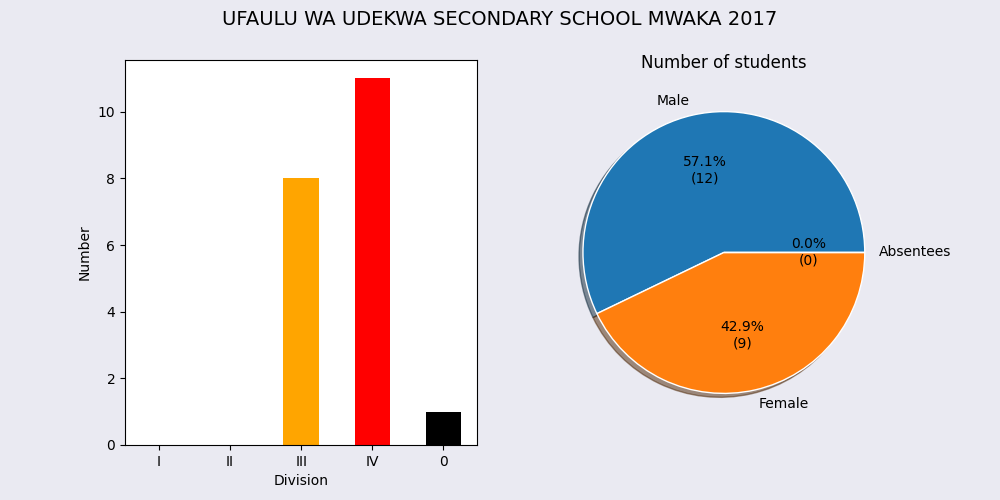 UFAULU WA UDEKWA SECONDARY SCHOOL MWAKA 2017
Number
10
8
6
4
2
0
I II III IV 0
Division
Number of students
Male
57.1%
(12)
0.0%
(0)
Absentees
42.9%
(9)
Female